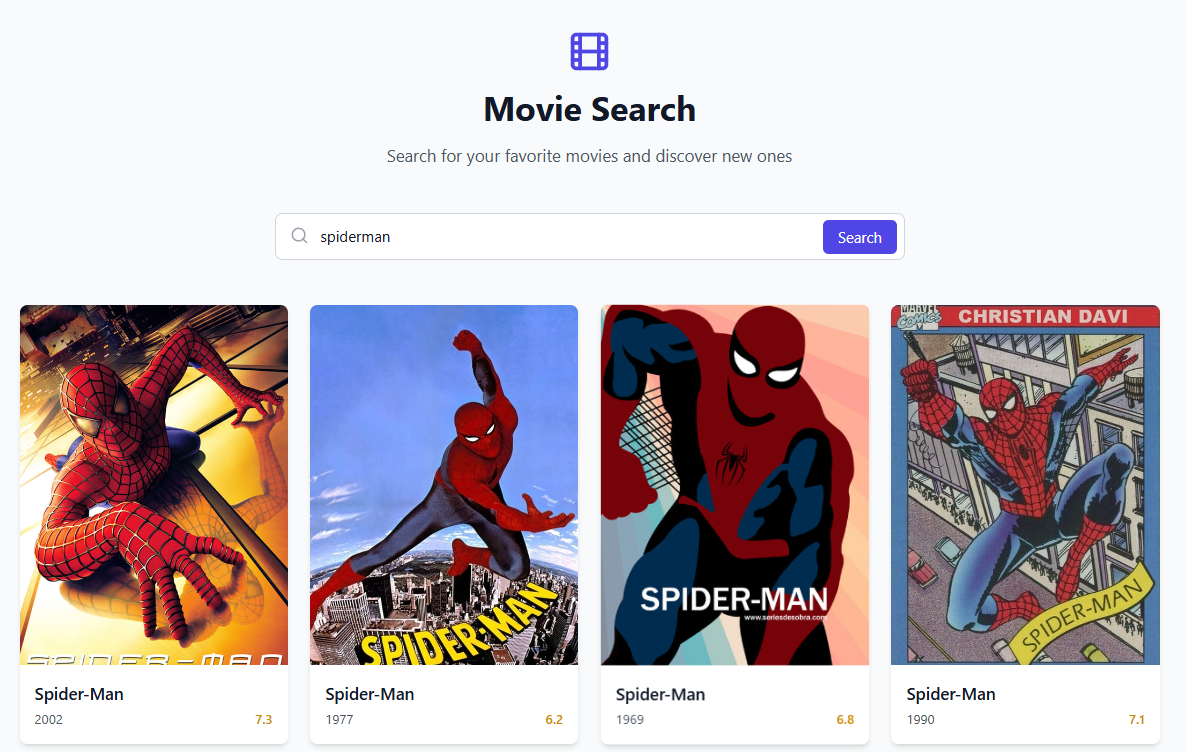 Movie Search
Search for your favorite movies and discover new ones
spiderman
Search
SPIDER-MAN
SPIDER-MAN
SPIDER-MAN
www.seriesdesobra.com
MARVEL
COMICS
CHRISTIAN DAVI
SPIDER-MAN
Spider-Man
2002
7.3
Spider-Man
1977
6.2
Spider-Man
1969
6.8
Spider-Man
1990
7.1